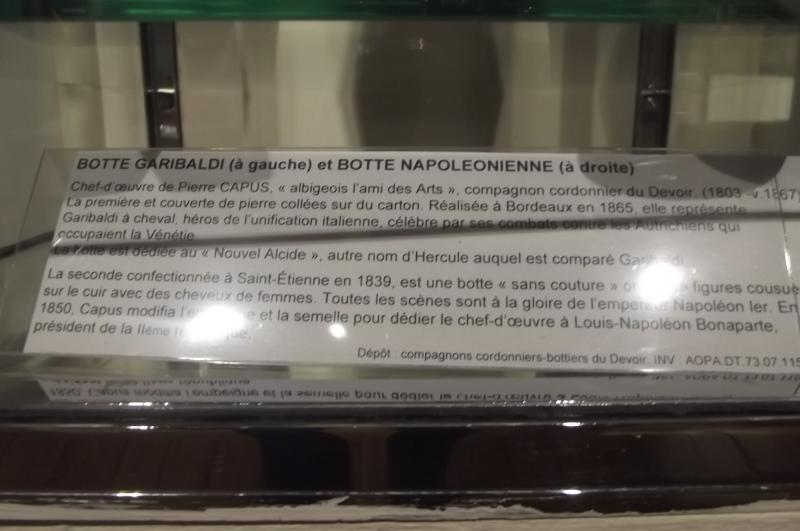 BOTTE GARIBALDI (à gauche) et BOTTE NAPOLEONIENNE (à droite)
Chef-d'œuvre de Pierre CAPUS, « albigeois l'ami des Arts », compagnon cordonnier du Devoir. (1803 -v.1867)
La première et couverte de pierre collées sur du carton. Réalisée à Bordeaux en 1865, elle représente
Garibaldi à cheval, héros de l'unification italienne, célèbre par ses combats contre les Autrichiens qui
occupaient la Vénétie.
La botte est dédiée au « Nouvel Alcide », autre nom d'Hercule auquel est comparé
La seconde confectionnée à Saint-Étienne en 1839, est une botte « sans couture » figures cousue
sur le cuir avec des cheveux de femmes. Toutes les scènes sont à la gloire de l'empereur Napoléon Ier. En
1850, Capus modifia et la semelle pour dédier le chef-d'œuvre à Louis-Napoléon Bonaparte,
président de la IIème
Dépôt : compagnons cordonniers-bottiers du Devoir. INV : AOPA.DT.73.07.115